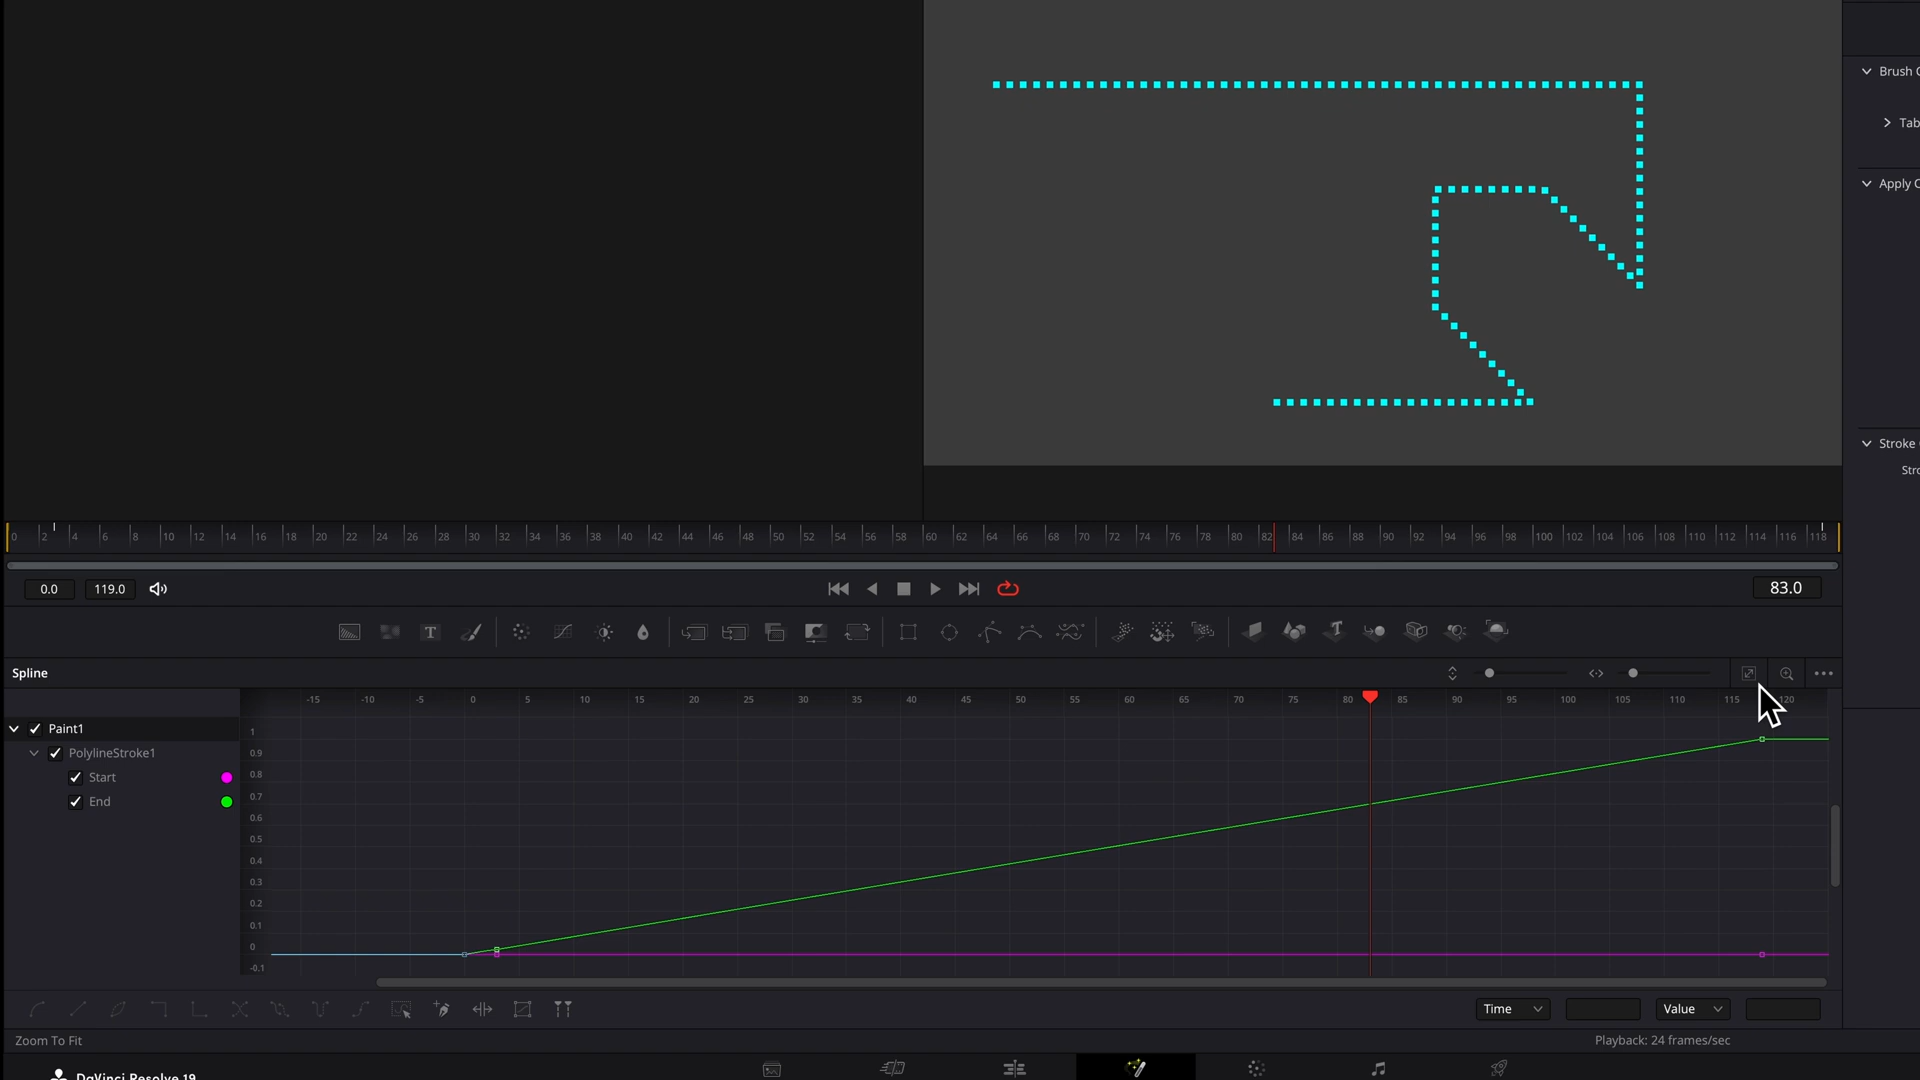 Brush
Tab
Apply
Stroke
0 2 4 6 8 10 12 14 16 18 20 22 24 26 28 30 32 34 36 38 40 42 44 46 48 50 52 54 56 58 60 62 64 66 68 70 72 74 76 78 80 82 84 86 88 90 92 94 96 98 100 102 104 106 108 110 112 114 116 118
0.0 119.0 83.0
T
Spline
-15 -10 -5 0 5 10 15 20 25 30 35 40 45 50 55 60 65 70 75 80 85 90 95 100 105 110 115 120
Paint1
PolylineStroke1
Start
End
1
0.9
0.8
0.7
0.6
0.5
0.4
0.3
0.2
0.1
0
-0.1
Time Value
Zoom To Fit Playback: 24 frames/sec
DaVinci Resolve 19